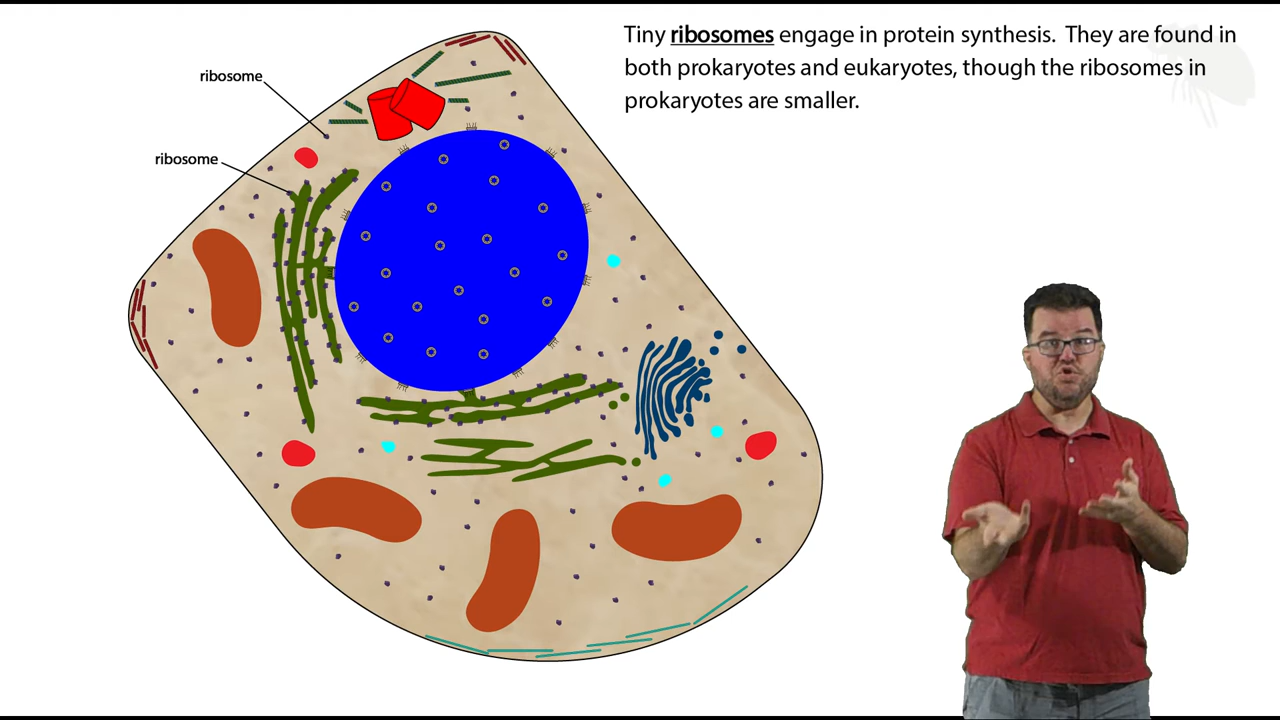 Tiny ribosomes engage in protein synthesis. They are found in
both prokaryotes and eukaryotes, though the ribosomes in
prokaryotes are smaller.
ribosome
ribosome